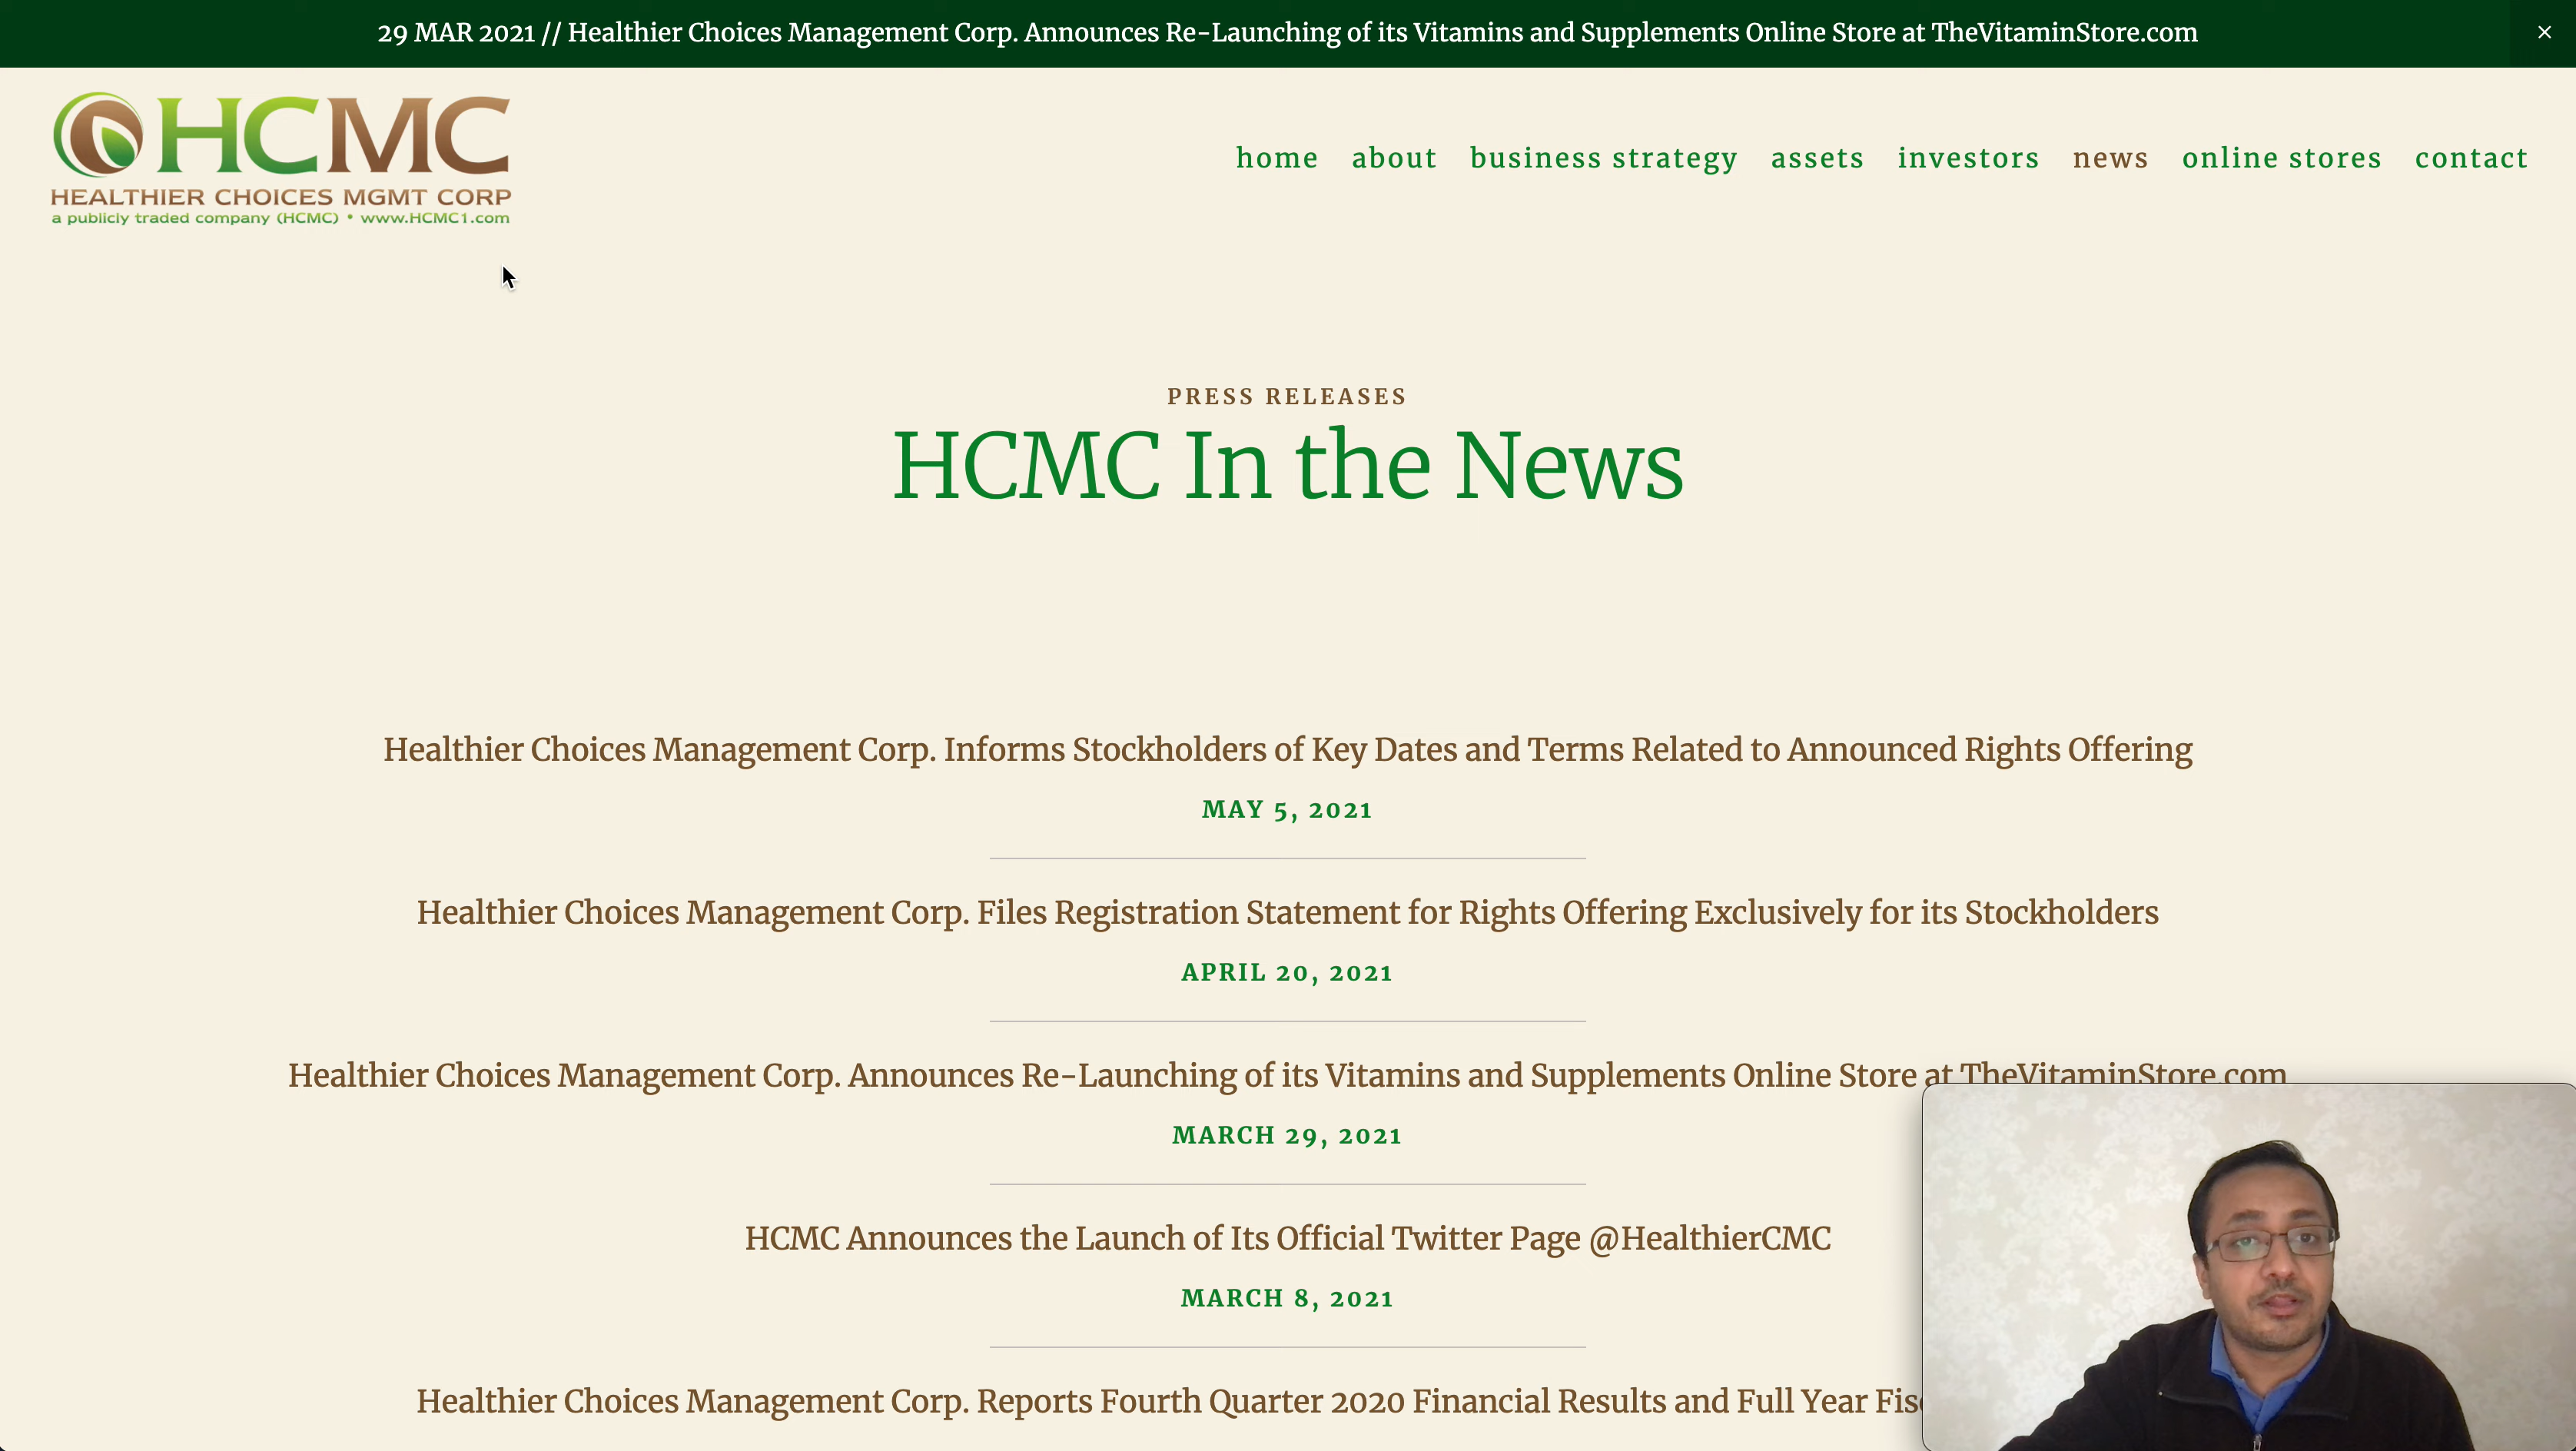 29 MAR 2021 // Healthier Choices Management Corp. Announces Re-Launching of its Vitamins and Supplements Online Store at TheVitaminStore.com
HCMC
HEALTHIER CHOICES MGMT CORP
a publicly traded company (HCMC) • www.HCMC1.com
home about business strategy assets investors news online stores contact
PRESS RELEASES
HCMC In the News
Healthier Choices Management Corp. Informs Stockholders of Key Dates and Terms Related to Announced Rights Offering
MAY 5, 2021
Healthier Choices Management Corp. Files Registration Statement for Rights Offering Exclusively for its Stockholders
APRIL 20, 2021
Healthier Choices Management Corp. Announces Re-Launching of its Vitamins and Supplements Online Store at TheVitaminStore.com
MARCH 29, 2021
HCMC Announces the Launch of Its Official Twitter Page @HealthierCMC
MARCH 8, 2021
Healthier Choices Management Corp. Reports Fourth Quarter 2020 Financial Results and Full Year